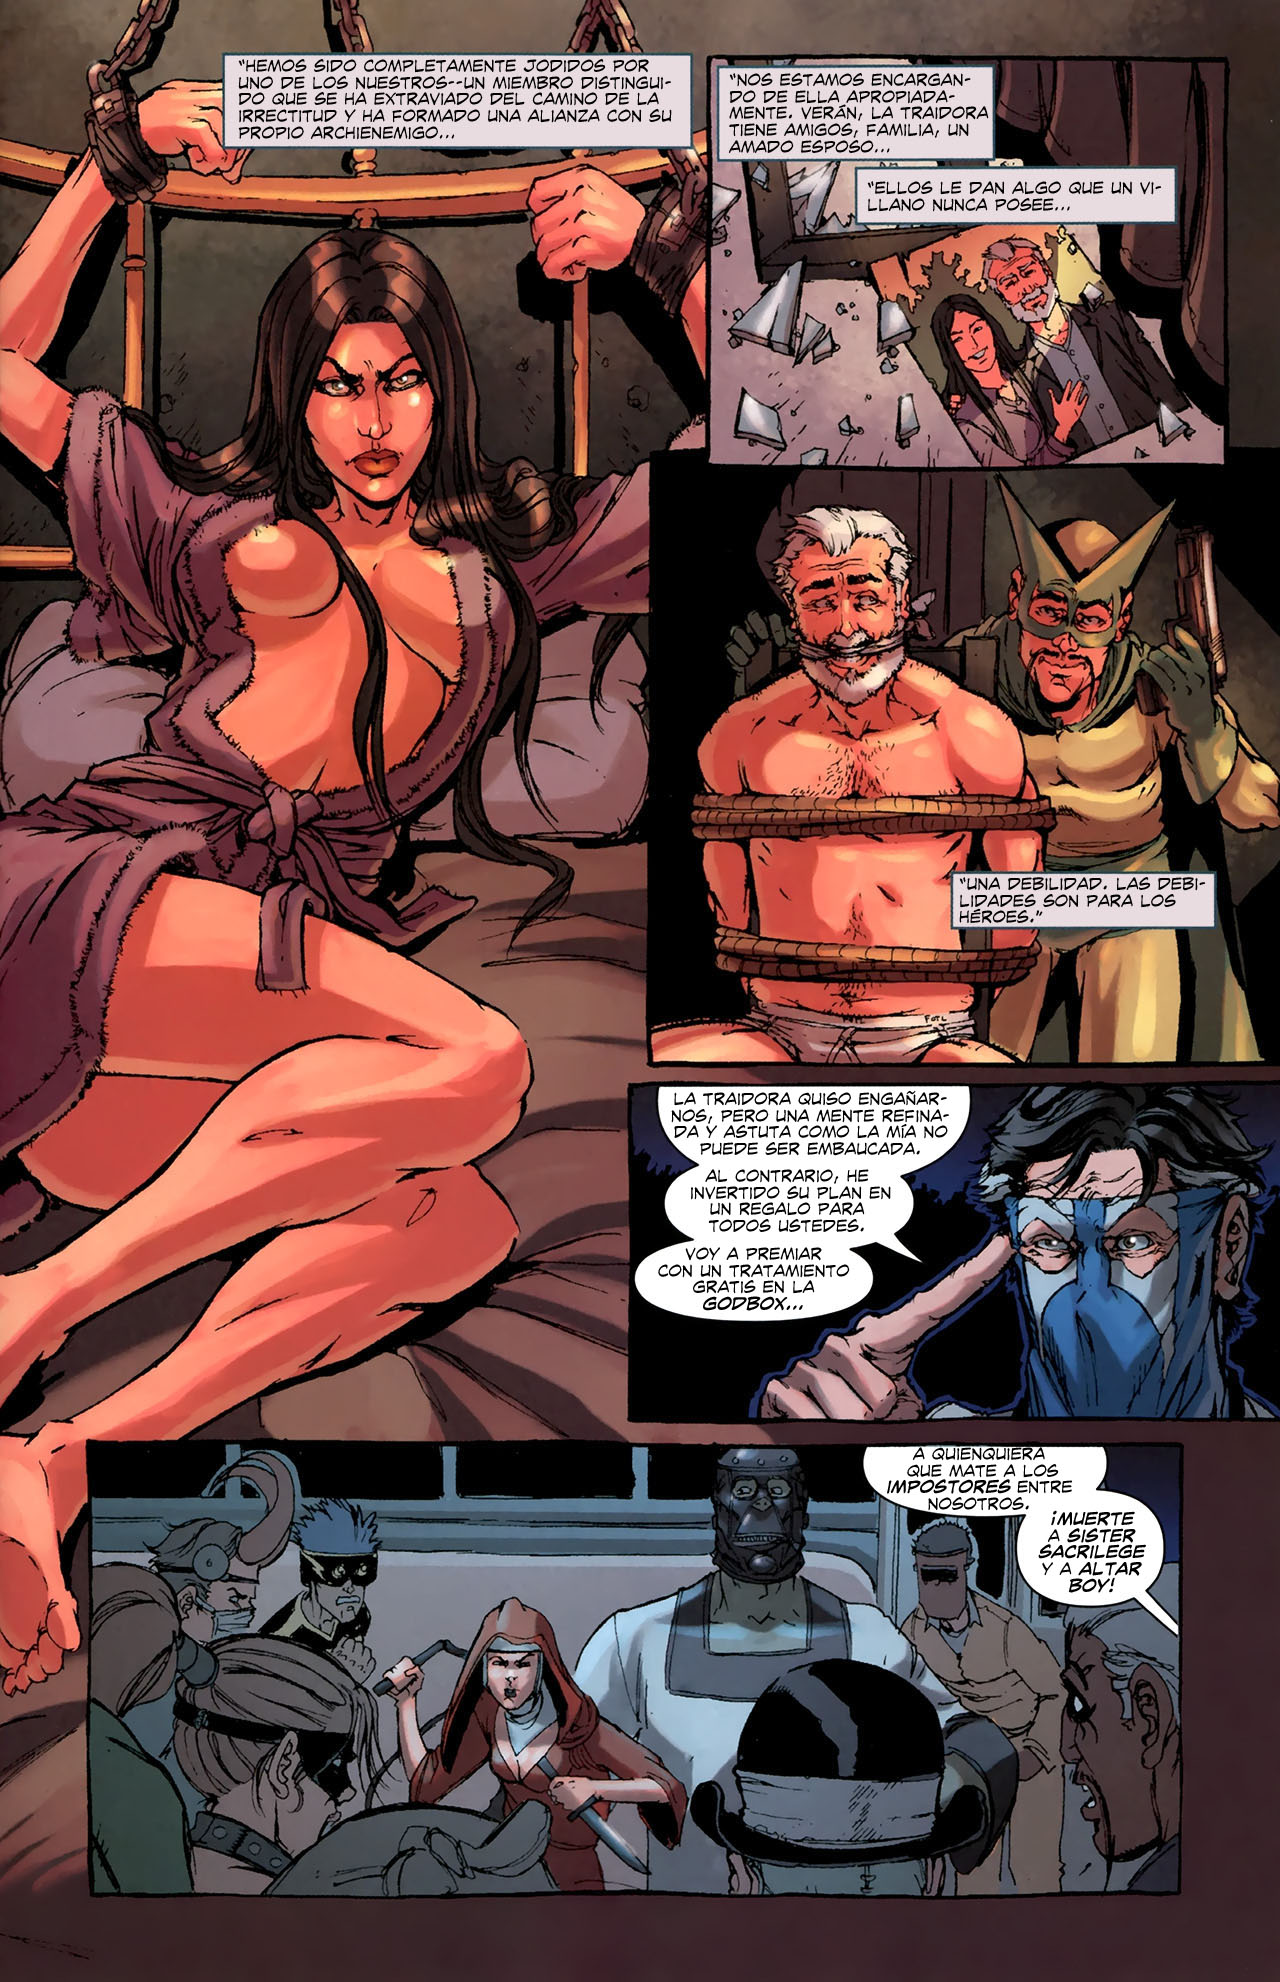 "HEMOS SIDO COMPLETAMENTE JODIDOS POR
UNO DE LOS NUESTROS--UN MIEMBRO DISTINGUI-
DO QUE SE HA EXTRAVIADO DEL CAMINO DE LA
IRRECTITUD Y HA FORMADO UNA ALIANZA CON SU
PROPIO ARCHIENEMIGO...
"NOS ESTAMOS ENCARGAN-
DO DE ELLA APROPIADA-
MENTE. VERÁN, LA TRAIDORA
TIENE AMIGOS, FAMILIA, UN
AMADO ESPOSO...
"ELLOS LE DAN ALGO QUE UN VI-
LLANO NUNCA POSEE...
"UNA DEBILIDAD. LAS DEBI-
LIDADES SON PARA LOS
HÉROES."
FOTL
LA TRAIDORA QUISO ENGAÑAR-
NOS, PERO UNA MENTE REFINA-
DA Y ASTUTA COMO LA MÍA NO
PUEDE SER EMBAUCADA.
AL CONTRARIO, HE
INVERTIDO SU PLAN EN
UN REGALO PARA
TODOS USTEDES.
VOY A PREMIAR
CON UN TRATAMIENTO
GRATIS EN LA
GODBOX...
A QUIENQUIERA
QUE MATE A LOS
IMPOSTORES ENTRE
NOSOTROS.
¡MUERTE
A SISTER
SACRILEGE
Y A ALTAR
BOY!
6